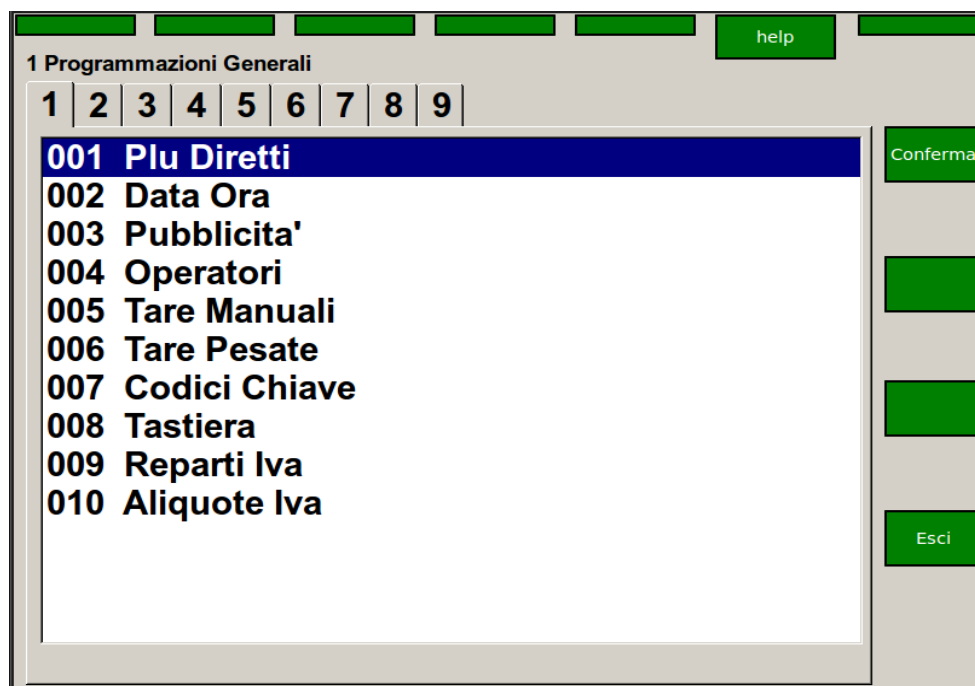 help
1 Programmazioni Generali
1 2 3 4 5 6 7 8 9
001 Plu Diretti
002 Data Ora
003 Pubblicita'
004 Operatori
005 Tare Manuali
006 Tare Pesate
007 Codici Chiave
008 Tastiera
009 Reparti Iva
010 Aliquote Iva
Conferma
Esci